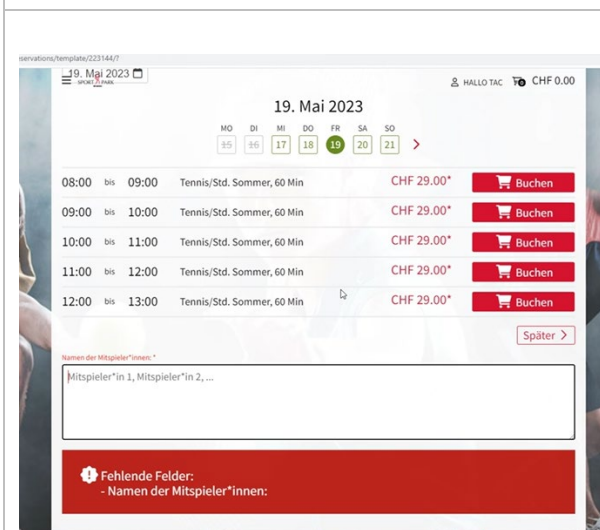 servations/template/223144/?
19. Mai 2023
SPORT PARK
HALLO TAC 0 CHF 0.00
19. Mai 2023
MO DI MI DO FR SA SO
15 16 17 18 19 20 21
08:00 bis 09:00 Tennis/Std. Sommer, 60 Min CHF 29.00* Buchen
09:00 bis 10:00 Tennis/Std. Sommer, 60 Min CHF 29.00* Buchen
10:00 bis 11:00 Tennis/Std. Sommer, 60 Min CHF 29.00* Buchen
11:00 bis 12:00 Tennis/Std. Sommer, 60 Min CHF 29.00* Buchen
12:00 bis 13:00 Tennis/Std. Sommer, 60 Min CHF 29.00* Buchen
Später
Namen der Mitspieler*innen: *
Mitspieler*in 1, Mitspieler*in 2, ...
Fehlende Felder:
- Namen der Mitspieler*innen: